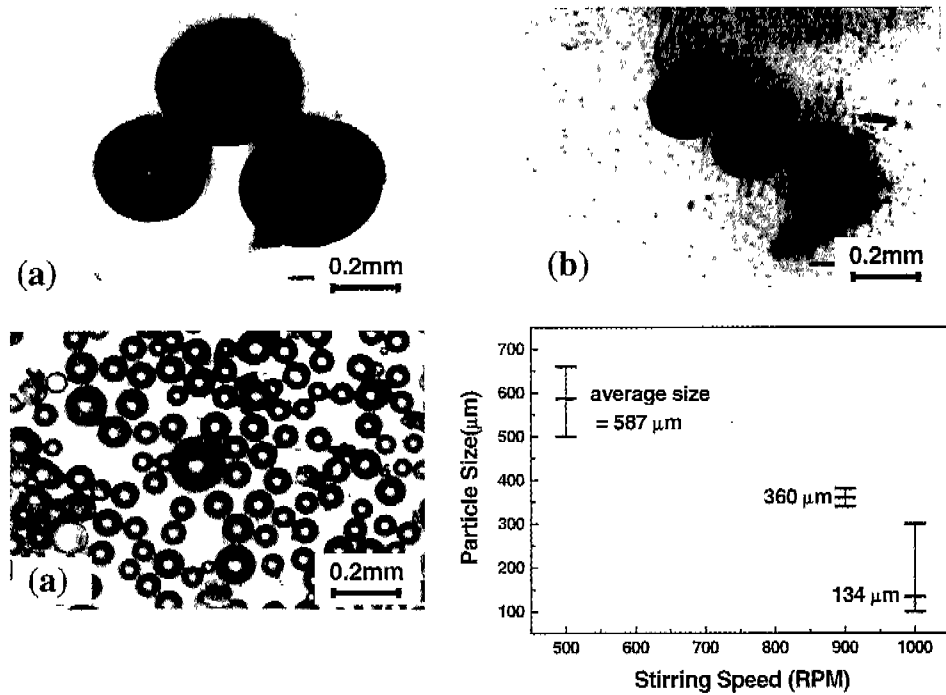 (a)
0.2mm
(b)
0.2mm
(a)
0.2mm
Particle Size(μm)
700
600
500
400
300
200
100
average size
= 587 μm
360 μm
134 μm
500
600
700
800
900
1000
Stirring Speed (RPM)